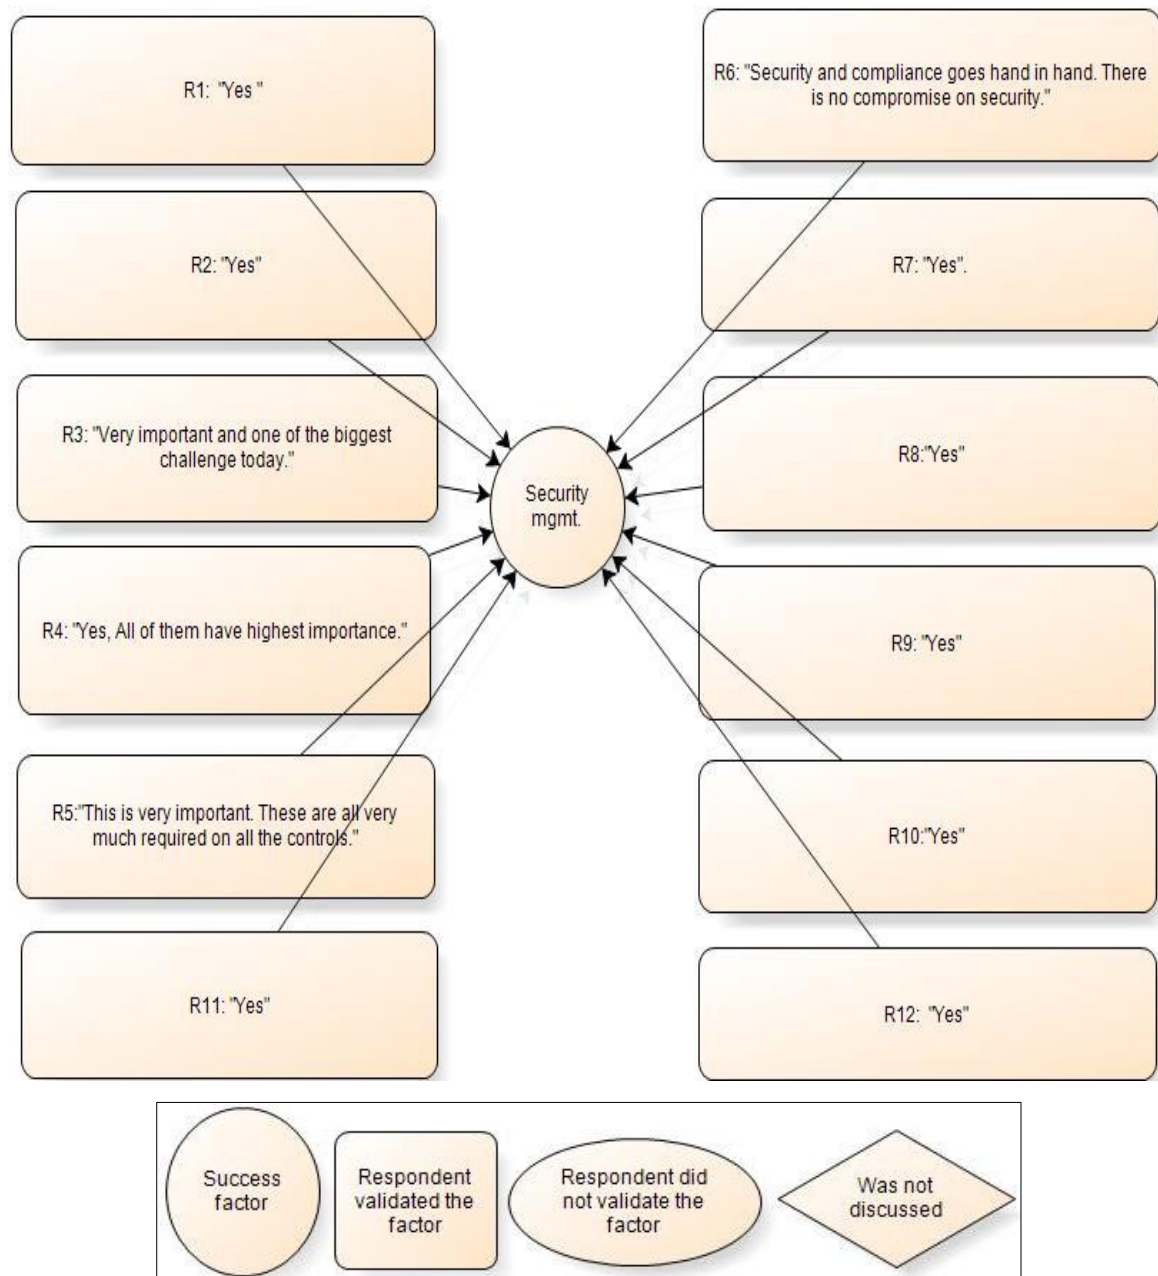 R1: "Yes "
R2: "Yes"
R3: "Very important and one of the biggest
challenge today."
R4: "Yes, All of them have highest importance."
R5:"This is very important. These are all very
much required on all the controls."
R11: "Yes"
Security
mgmt.
R6: "Security and compliance goes hand in hand. There
is no compromise on security."
R7: "Yes".
R8:"Yes"
R9: "Yes"
R10:"Yes"
R12: "Yes"
Success
factor
Respondent
validated the
factor
Respondent did
not validate the
factor
Was not
discussed